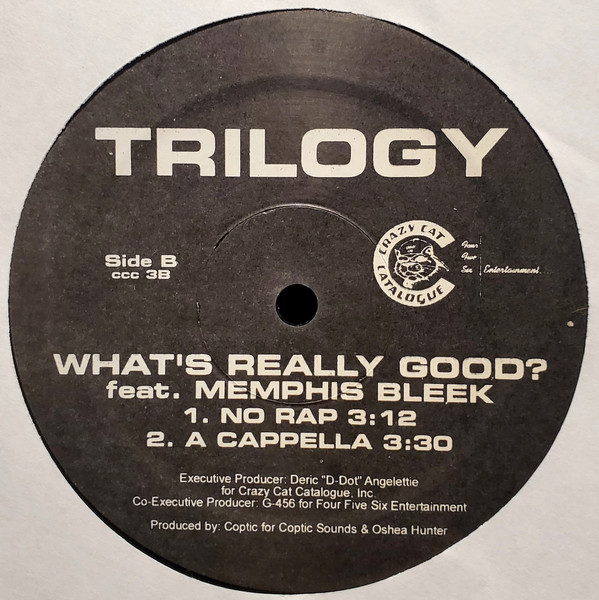 TRILOGY
Side B
ccc 3B
CRAZY CAT
CATALOGUE
Four
Five
Six
Entertainment
WHAT'S REALLY GOOD?
feat. MEMPHIS BLEEK
1. NO RAP 3:12
2. A CAPPELLA 3:30
Executive Producer: Deric "D-Dot" Angelettie
for Crazy Cat Catalogue, Inc.
Co-Executive Producer: G-456 for Four Five Six Entertainment
Produced by: Coptic for Coptic Sounds & Oshea Hunter